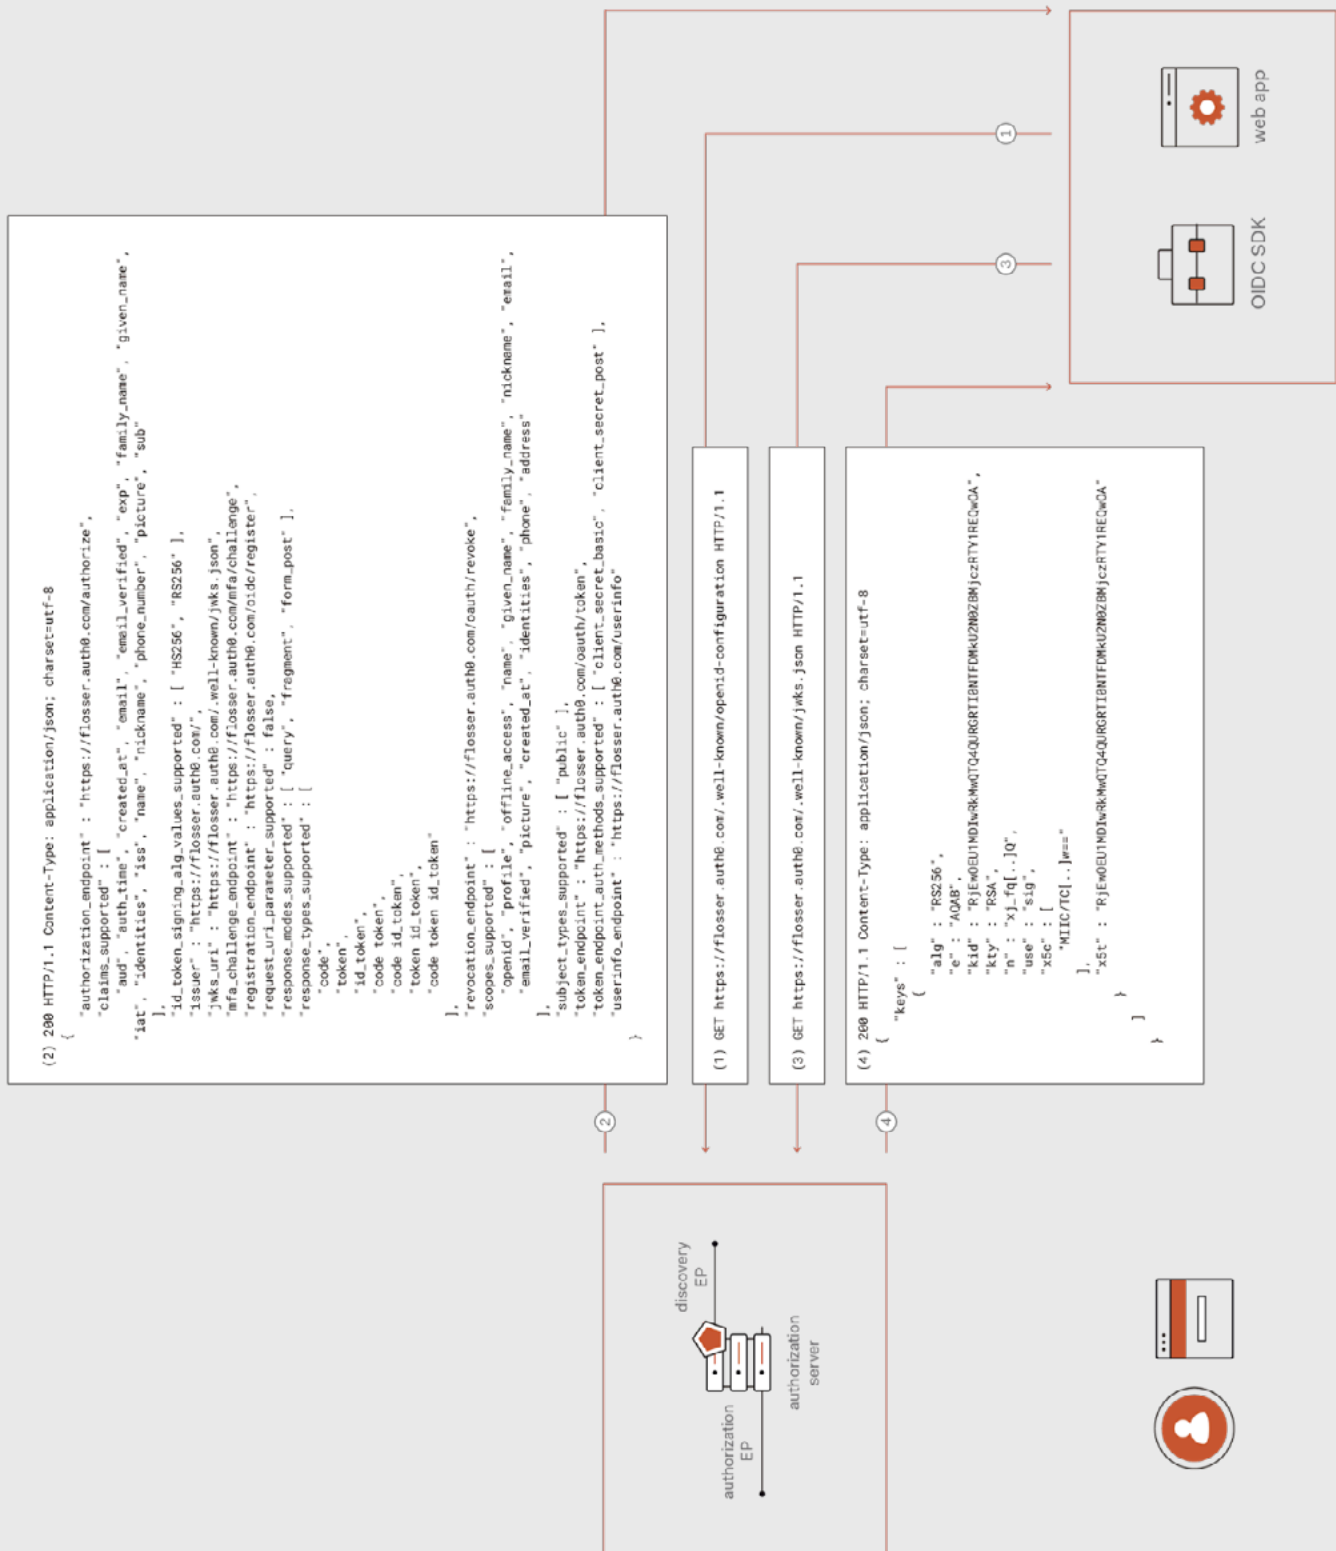 (2) 200 HTTP/1.1 Content-Type: application/json; charset=utf-8
{
"authorization_endpoint" : "https://flosser.auth0.com/authorize",
"claims_supported" : [
"aud", "auth_time", "created_at", "email", "email_verified", "exp", "family_name", "given_name",
"iat", "identities", "iss", "name", "nickname", "phone_number", "picture", "sub"
],
"id_token_signing_alg_values_supported" : [ "HS256", "RS256" ],
"issuer" : "https://flosser.auth0.com/",
"jwks_uri" : "https://flosser.auth0.com/.well-known/jwks.json",
"mfa_challenge_endpoint" : "https://flosser.auth0.com/mfa/challenge",
"registration_endpoint" : "https://flosser.auth0.com/oidc/register",
"request_uri_parameter_supported" : false,
"response_modes_supported" : [ "query", "fragment", "form_post" ],
"response_types_supported" : [
"code",
"token",
"id_token",
"code token",
"code id_token",
"token id_token",
"code token id_token"
],
"revocation_endpoint" : "https://flosser.auth0.com/oauth/revoke",
"scopes_supported" : [
"openid", "profile", "offline_access", "name", "given_name", "family_name", "nickname", "email",
"email_verified", "picture", "created_at", "identities", "phone", "address"
],
"subject_types_supported" : [ "public" ],
"token_endpoint" : "https://flosser.auth0.com/oauth/token",
"token_endpoint_auth_methods_supported" : [ "client_secret_basic", "client_secret_post" ],
"userinfo_endpoint" : "https://flosser.auth0.com/userinfo"
}
(1) GET https://flosser.auth0.com/.well-known/openid-configuration HTTP/1.1
(3) GET https://flosser.auth0.com/.well-known/jwks.json HTTP/1.1
(4) 200 HTTP/1.1 Content-Type: application/json; charset=utf-8
{
"keys" : [
{
"alg" : "RS256",
"e" : "AQAB",
"kid" :
"kty" : "RSA",
"n" : "xj_fq[..]Q",
"use" : "sig",
"x5c" : [
"MIIC/TC[..]w=="
],
"x5t" :
}
]
}
2
1
3
4
discovery
EP
authorization
EP
authorization
server
web app
OIDC SDK